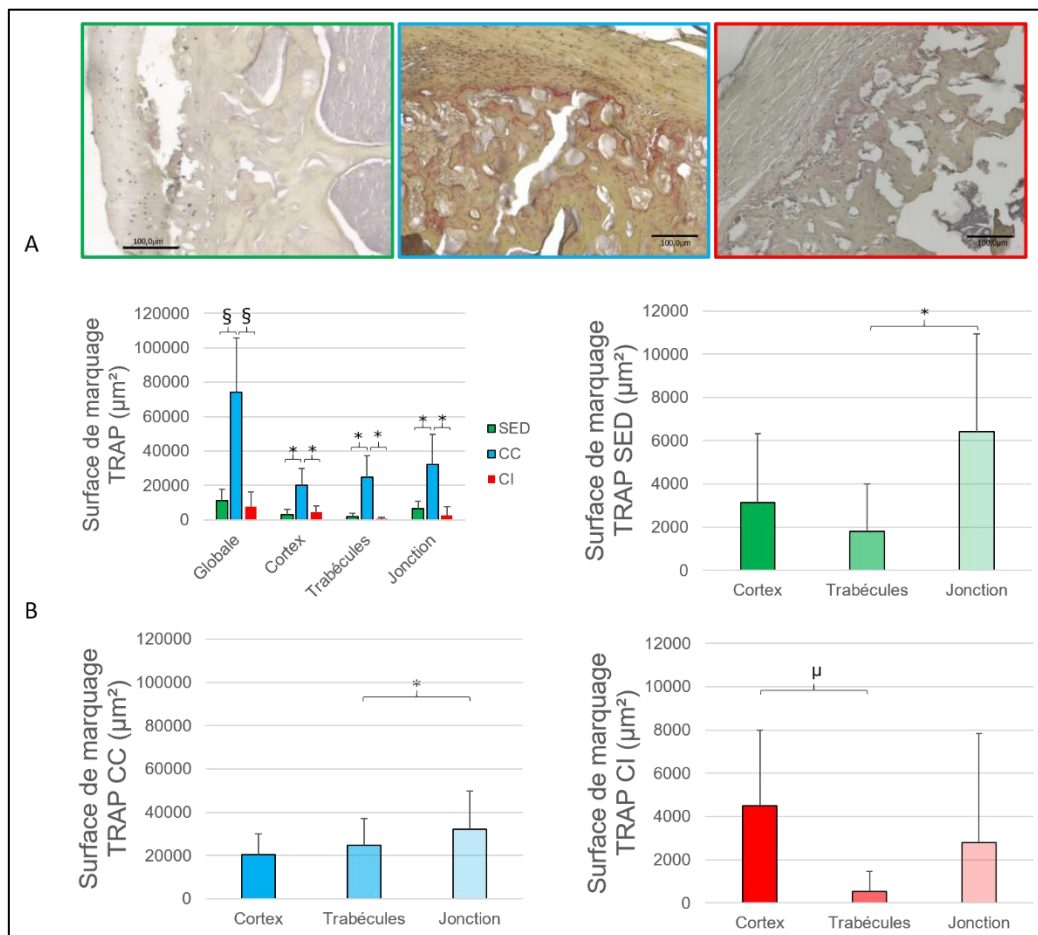 100,0µm
100,0µm
100,0µm
A
Surface de marquage
TRAP (µm²)
120000
100000
80000
60000
40000
20000
0
§ §
* *
* *
* *
Globale
Cortex
Trabécules
Jonction
SED
CC
CI
Surface de marquage
TRAP SED (µm²)
12000
10000
8000
6000
4000
2000
0
*
Cortex
Trabécules
Jonction
B
Surface de marquage
TRAP CC (µm²)
120000
100000
80000
60000
40000
20000
0
*
Cortex
Trabécules
Jonction
Surface de marquage
TRAP CI (µm²)
12000
10000
8000
6000
4000
2000
0
µ
Cortex
Trabécules
Jonction